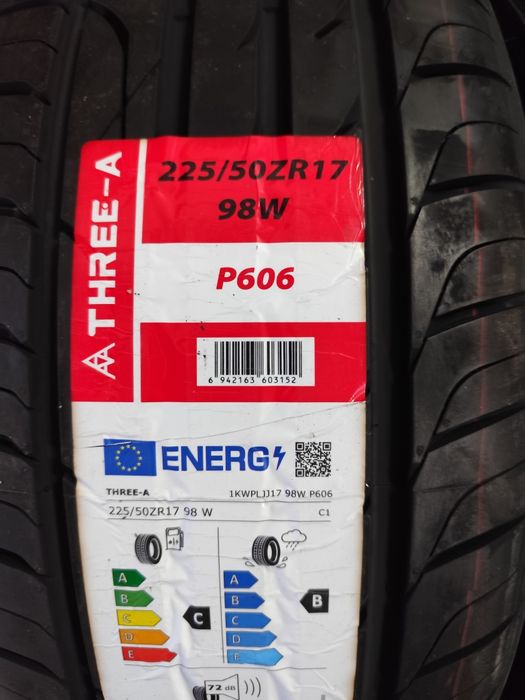 THREE-A
225/50ZR17
98W
P606
6 942163 603152
ENERG
THREE-A 1KWPLJJ17 98W P606
225/50ZR17 98 W C1
A A
B B B
C C C
D D
E E
72 dB